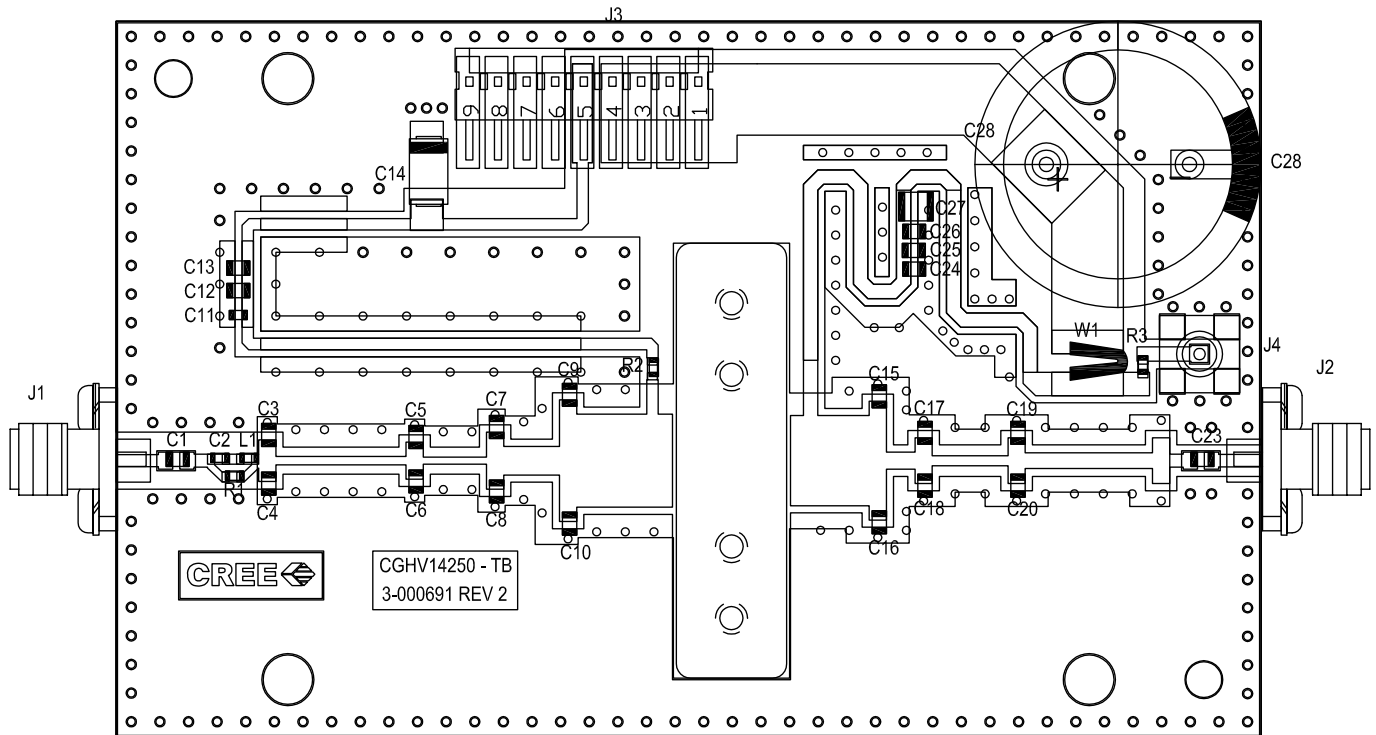 J3
9 8 7 6 5 4 3 2 1
C28
C14
C28
C27
C26
C25
C24
C13
C12
C11
W1
R3
J4
R2
C9
C15
J2
J1
C3
C5
C7
C17
C19
C1
C2
L1
C23
R1
C4
C6
C8
C18
C20
C10
C16
CREE
CGHV14250 - TB
3-000691 REV 2